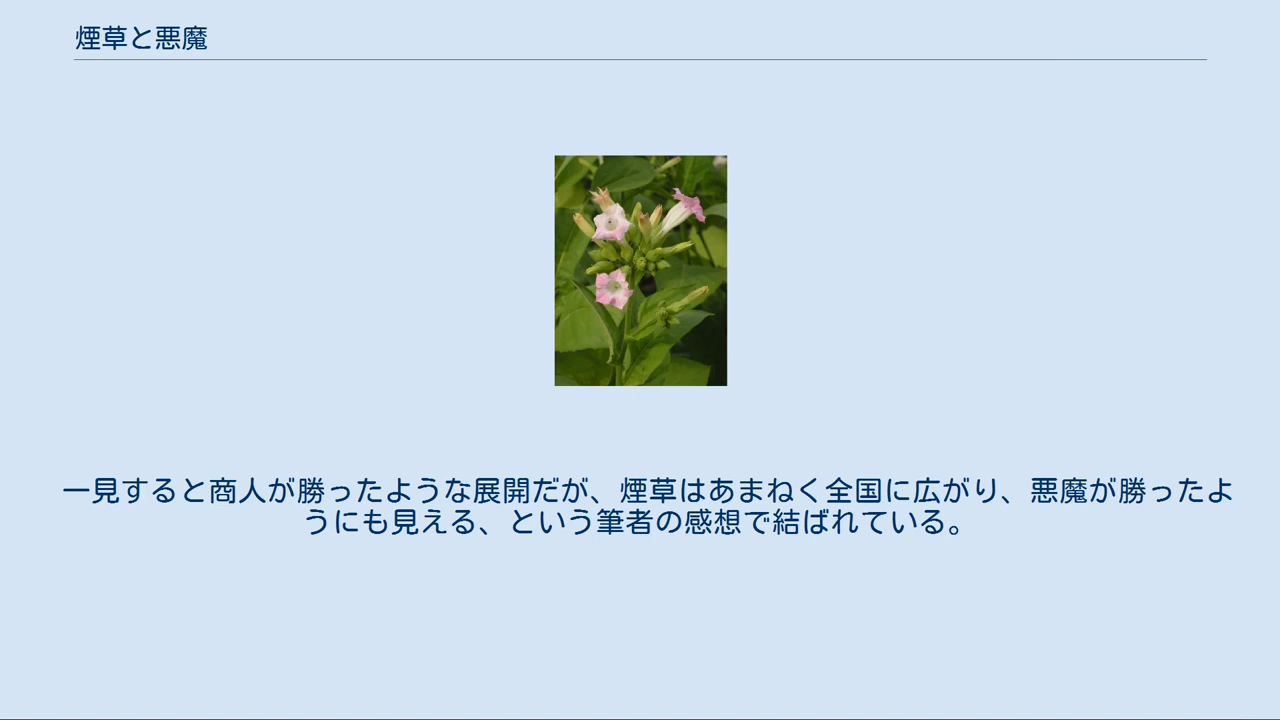 煙草と悪魔
一見すると商人が勝ったような展開だが、煙草はあまねく全国に広がり、悪魔が勝ったよ
うにも見える、という筆者の感想で結ばれている。